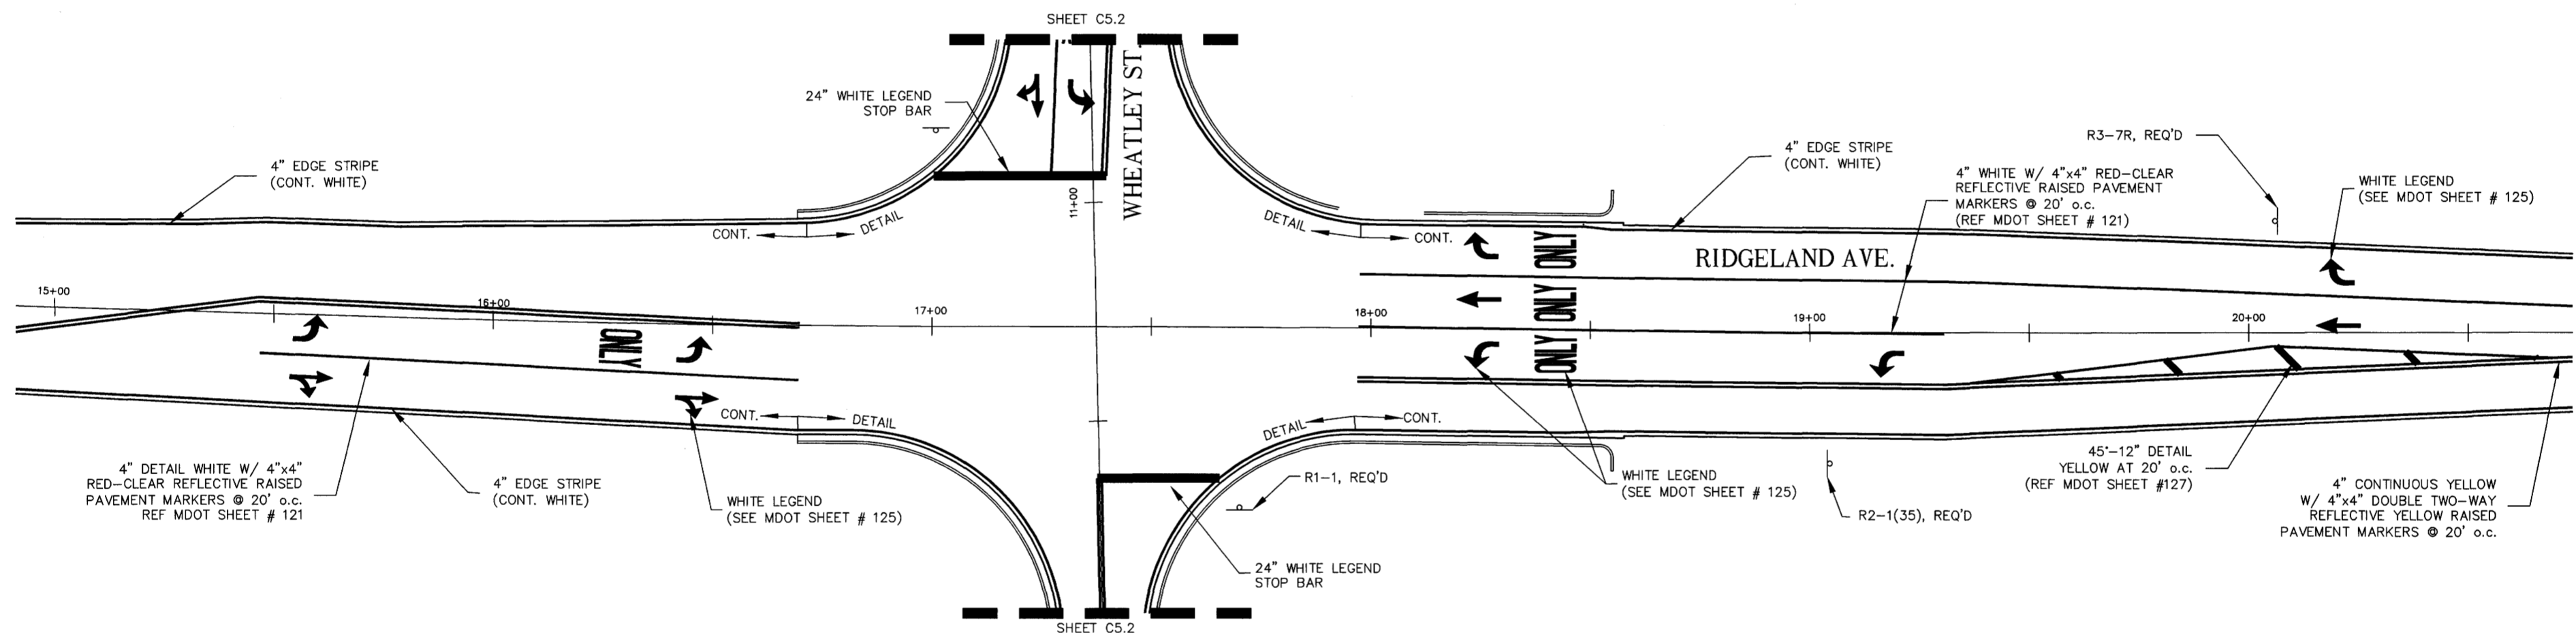 SHEET C5.2
WHEATLEY ST.
24" WHITE LEGEND
STOP BAR
4" EDGE STRIPE
(CONT. WHITE)
11+00
CONT.
DETAIL
DETAIL
CONT.
4" EDGE STRIPE
(CONT. WHITE)
R3-7R, REQ'D
4" WHITE W/ 4"x4" RED-CLEAR
REFLECTIVE RAISED PAVEMENT
MARKERS @ 20' o.c.
(REF MDOT SHEET # 121)
WHITE LEGEND
(SEE MDOT SHEET # 125)
RIDGELAND AVE.
ONLY
ONLY
ONLY
15+00
16+00
17+00
18+00
19+00
20+00
ONLY
CONT.
DETAIL
DETAIL
CONT.
4" DETAIL WHITE W/ 4"x4"
RED-CLEAR REFLECTIVE RAISED
PAVEMENT MARKERS @ 20' o.c.
REF MDOT SHEET # 121
4" EDGE STRIPE
(CONT. WHITE)
WHITE LEGEND
(SEE MDOT SHEET # 125)
R1-1, REQ'D
24" WHITE LEGEND
STOP BAR
WHITE LEGEND
(SEE MDOT SHEET # 125)
R2-1(35), REQ'D
45°-12" DETAIL
YELLOW AT 20' o.c.
(REF MDOT SHEET #127)
4" CONTINUOUS YELLOW
W/ 4"x4" DOUBLE TWO-WAY
REFLECTIVE YELLOW RAISED
PAVEMENT MARKERS @ 20' o.c.
SHEET C5.2